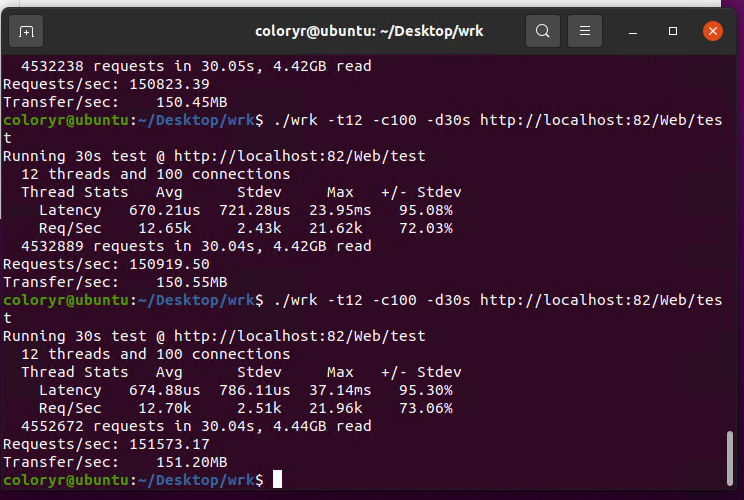 coloryr@ubuntu: ~/Desktop/wrk
  4532238 requests in 30.05s, 4.42GB read
Requests/sec: 150823.39
Transfer/sec:    150.45MB
coloryr@ubuntu:~/Desktop/wrk$ ./wrk -t12 -c100 -d30s http://localhost:82/Web/tes
t
Running 30s test @ http://localhost:82/Web/test
  12 threads and 100 connections
  Thread Stats   Avg      Stdev     Max   +/- Stdev
    Latency   670.21us  721.28us  23.95ms   95.08%
    Req/Sec    12.65k     2.43k   21.62k    72.03%
  4532889 requests in 30.04s, 4.42GB read
Requests/sec: 150919.50
Transfer/sec:    150.55MB
coloryr@ubuntu:~/Desktop/wrk$ ./wrk -t12 -c100 -d30s http://localhost:82/Web/tes
t
Running 30s test @ http://localhost:82/Web/test
  12 threads and 100 connections
  Thread Stats   Avg      Stdev     Max   +/- Stdev
    Latency   674.88us  786.11us  37.14ms   95.30%
    Req/Sec    12.70k     2.51k   21.96k    73.06%
  4552672 requests in 30.04s, 4.44GB read
Requests/sec: 151573.17
Transfer/sec:    151.20MB
coloryr@ubuntu:~/Desktop/wrk$